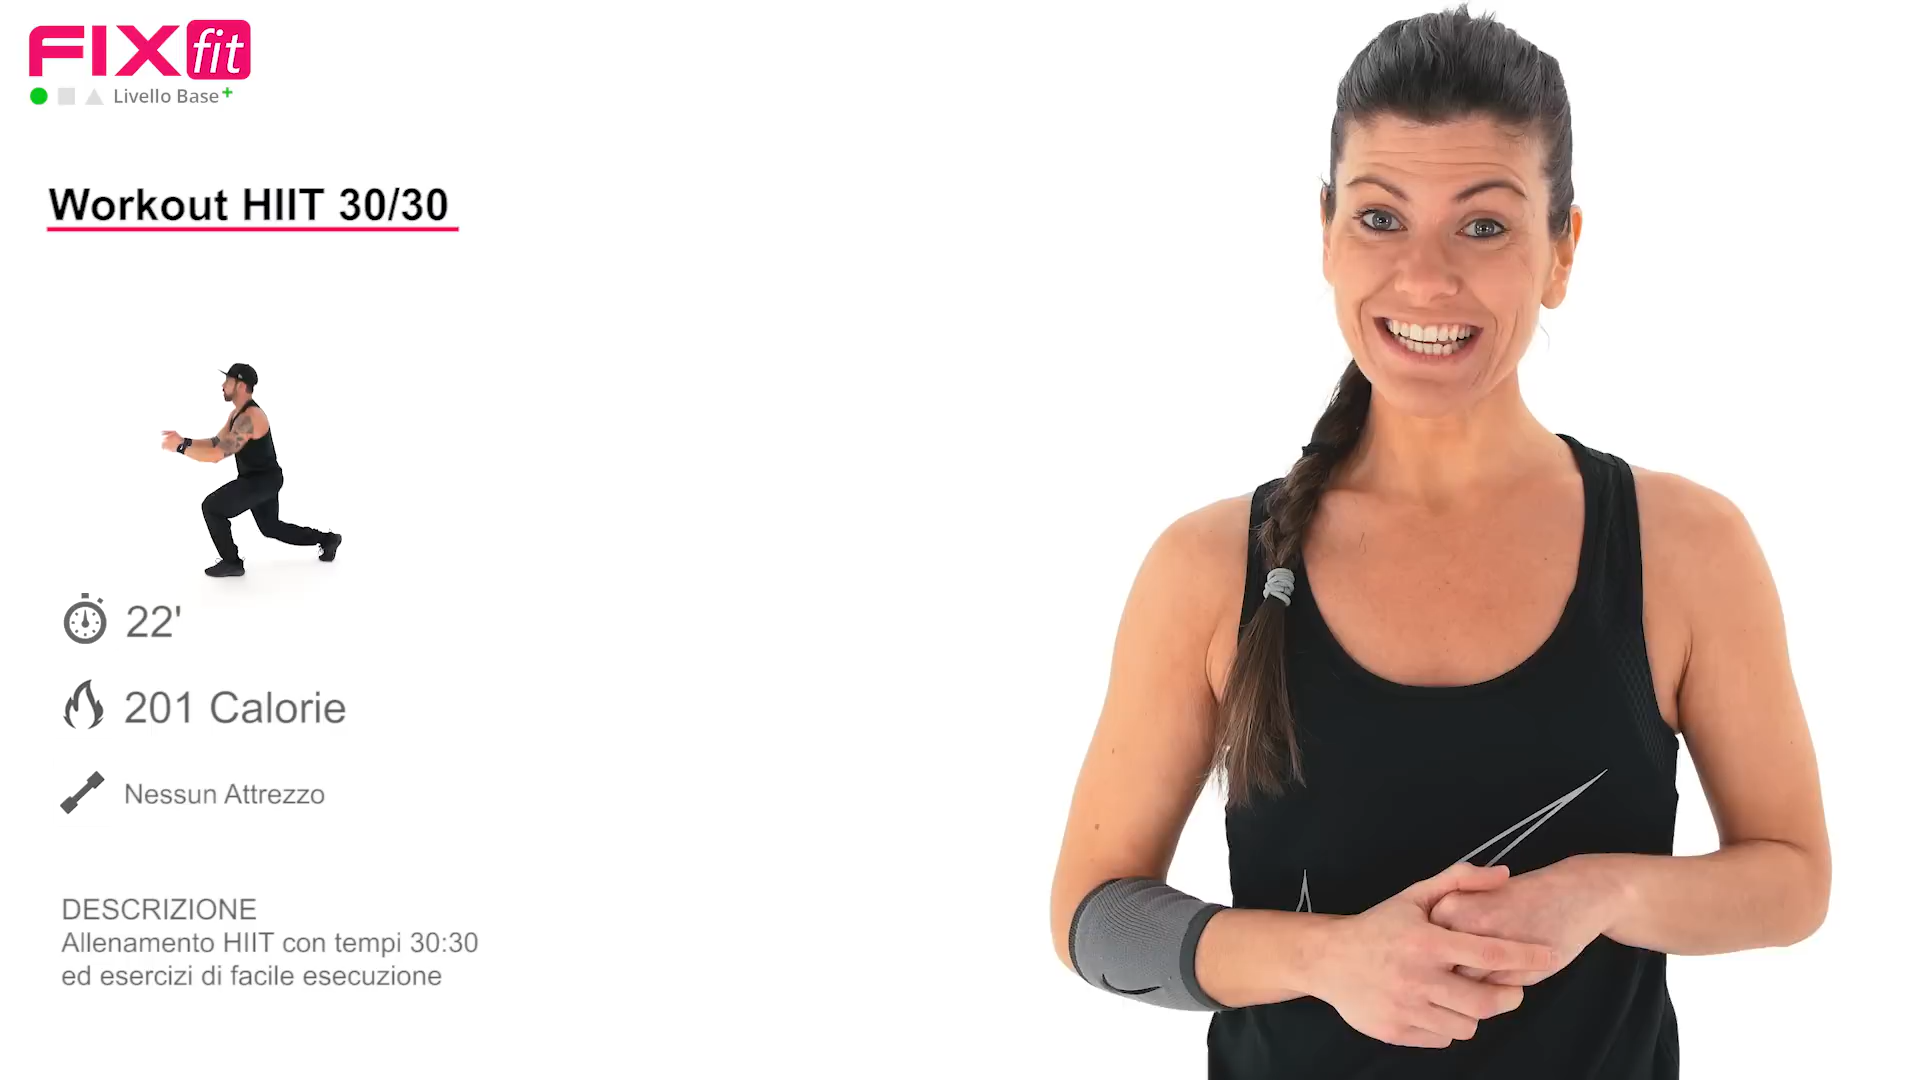 FIX fit
Livello Base+
Workout HIIT 30/30
22'
201 Calorie
Nessun Attrezzo
DESCRIZIONE
Allenamento HIIT con tempi 30:30
ed esercizi di facile esecuzione